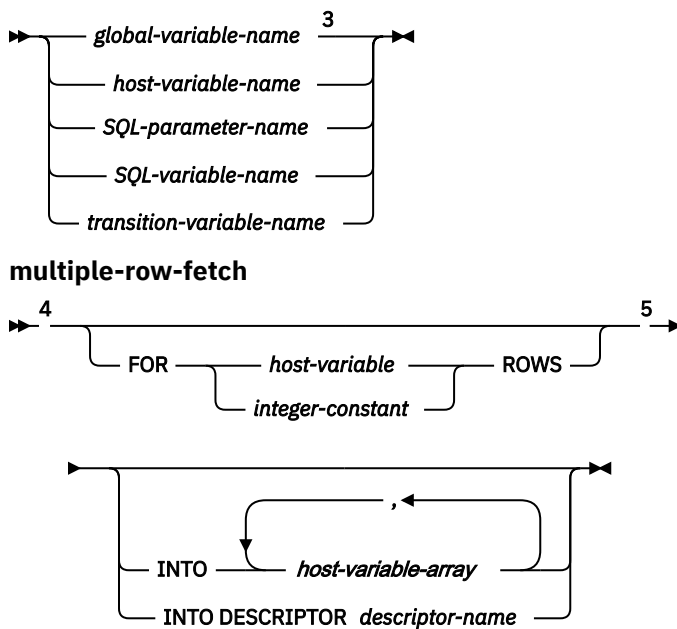 global-variable-name 3
host-variable-name
SQL-parameter-name
SQL-variable-name
transition-variable-name
multiple-row-fetch
4 5
FOR host-variable ROWS
integer-constant
,
INTO host-variable-array
INTO DESCRIPTOR descriptor-name